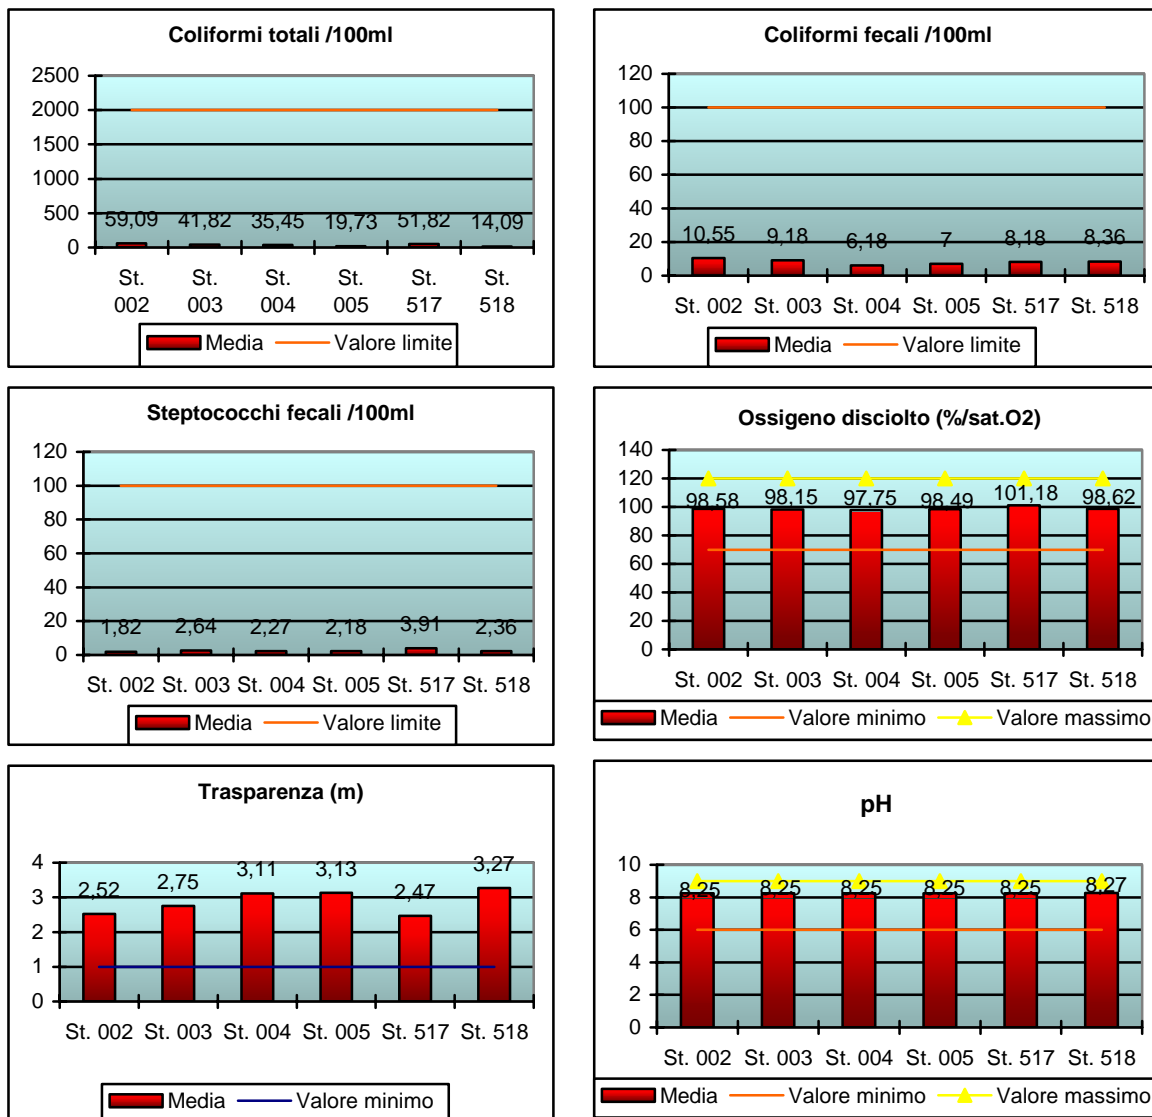 Coliformi totali /100ml
2500
2000
1500
1000
500
0
59,09 41,82 35,45 19,73 51,82 14,09
St. St. St. St. St. St.
002 003 004 005 517 518
Media Valore limite
Coliformi fecali /100ml
120
100
80
60
40
20
0
10,55 9,18 6,18 7 8,18 8,36
St. 002 St. 003 St. 004 St. 005 St. 517 St. 518
Media Valore limite
Steptococchi fecali /100ml
120
100
80
60
40
20
0
1,82 2,64 2,27 2,18 3,91 2,36
St. 002 St. 003 St. 004 St. 005 St. 517 St. 518
Media Valore limite
Ossigeno disciolto (%/sat.O2)
140
120
100
80
60
40
20
0
98,58 98,15 97,75 98,49 101,18 98,62
St. 002 St. 003 St. 004 St. 005 St. 517 St. 518
Media Valore minimo Valore massimo
Trasparenza (m)
4
3
2
1
0
2,52 2,75 3,11 3,13 2,47 3,27
St. 002 St. 003 St. 004 St. 005 St. 517 St. 518
Media Valore minimo
pH
10
8
6
4
2
0
8,25 8,25 8,25 8,25 8,25 8,27
St. 002 St. 003 St. 004 St. 005 St. 517 St. 518
Media Valore minimo Valore massimo